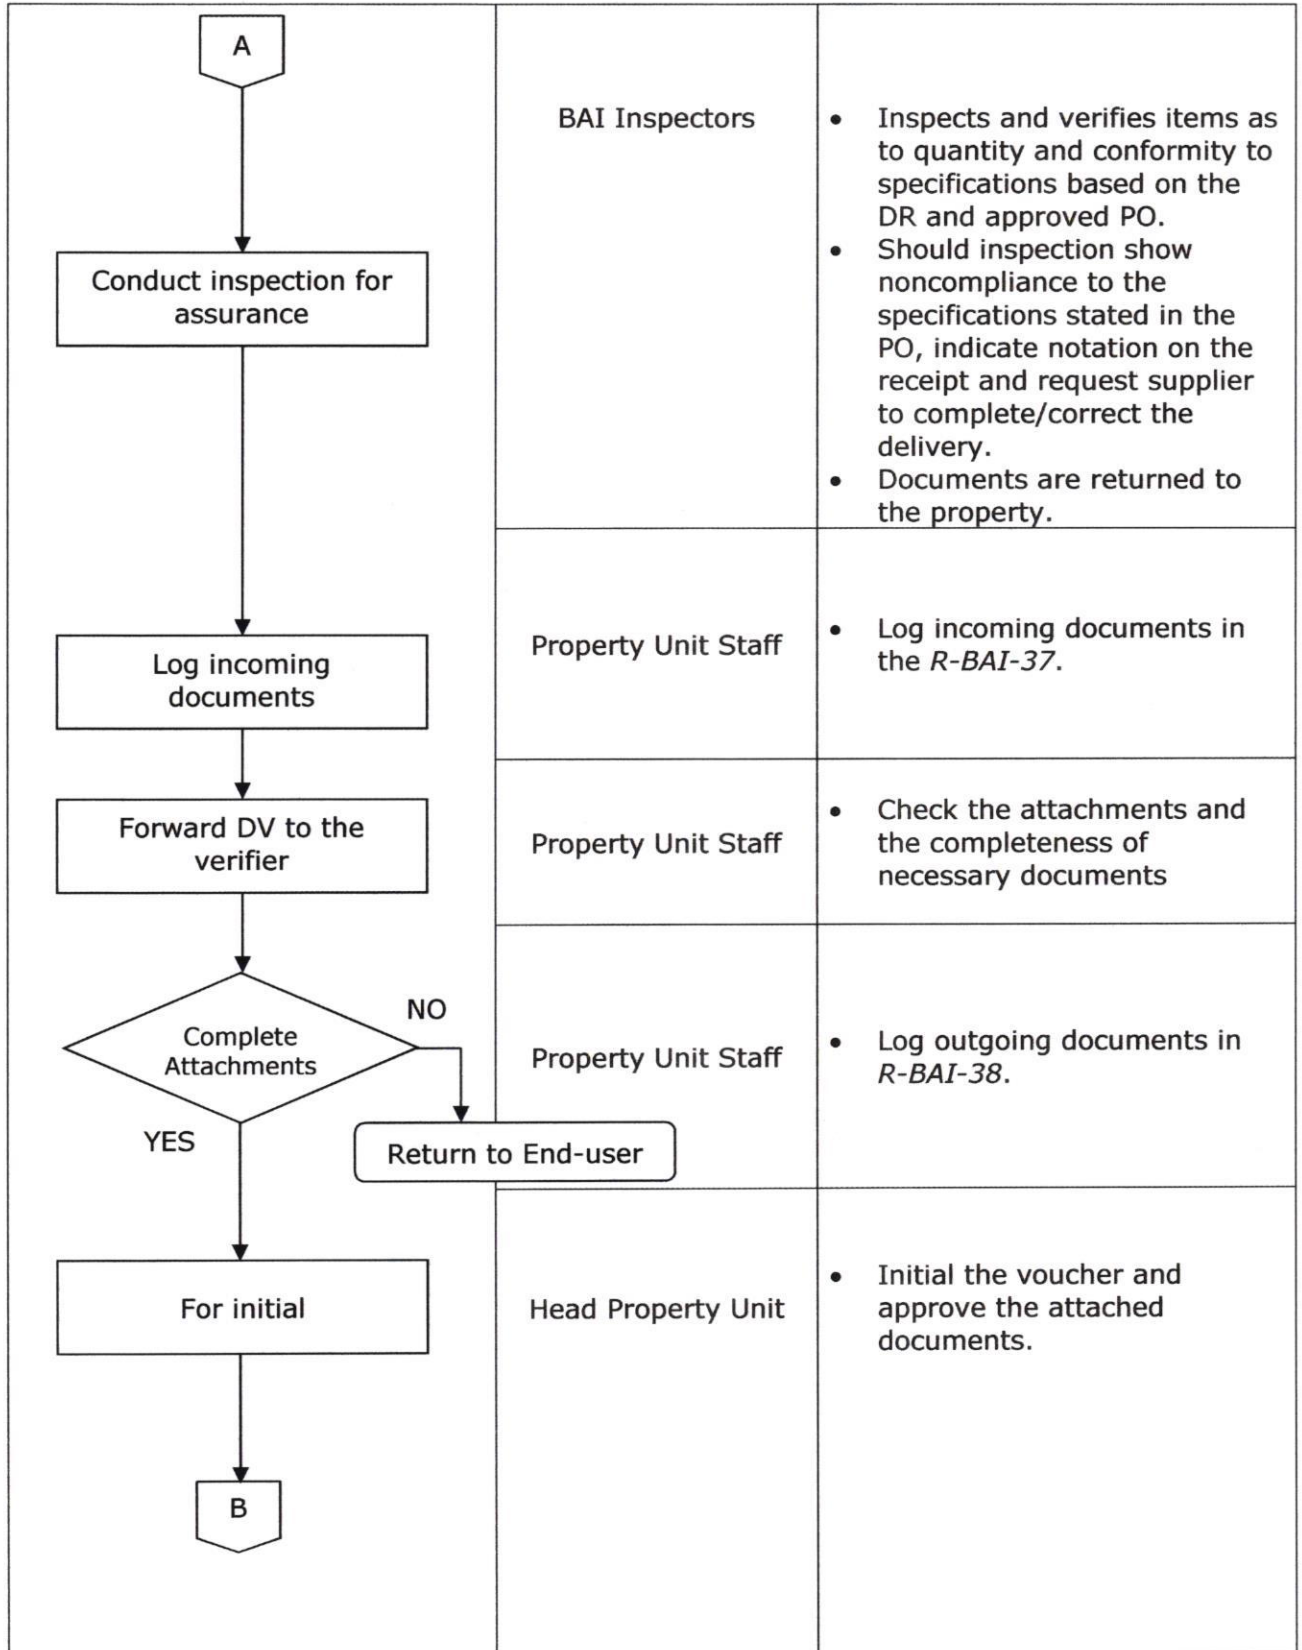 A
BAI Inspectors
• Inspects and verifies items as
to quantity and conformity to
specifications based on the
DR and approved PO.
• Should inspection show
noncompliance to the
specifications stated in the
PO, indicate notation on the
receipt and request supplier
to complete/correct the
delivery.
• Documents are returned to
the property.
Conduct inspection for
assurance
Log incoming
documents
Property Unit Staff
• Log incoming documents in
the R-BAI-37.
Forward DV to the
verifier
Property Unit Staff
• Check the attachments and
the completeness of
necessary documents
Complete
Attachments
NO
YES
Return to End-user
Property Unit Staff
• Log outgoing documents in
R-BAI-38.
For initial
Head Property Unit
• Initial the voucher and
approve the attached
documents.
B